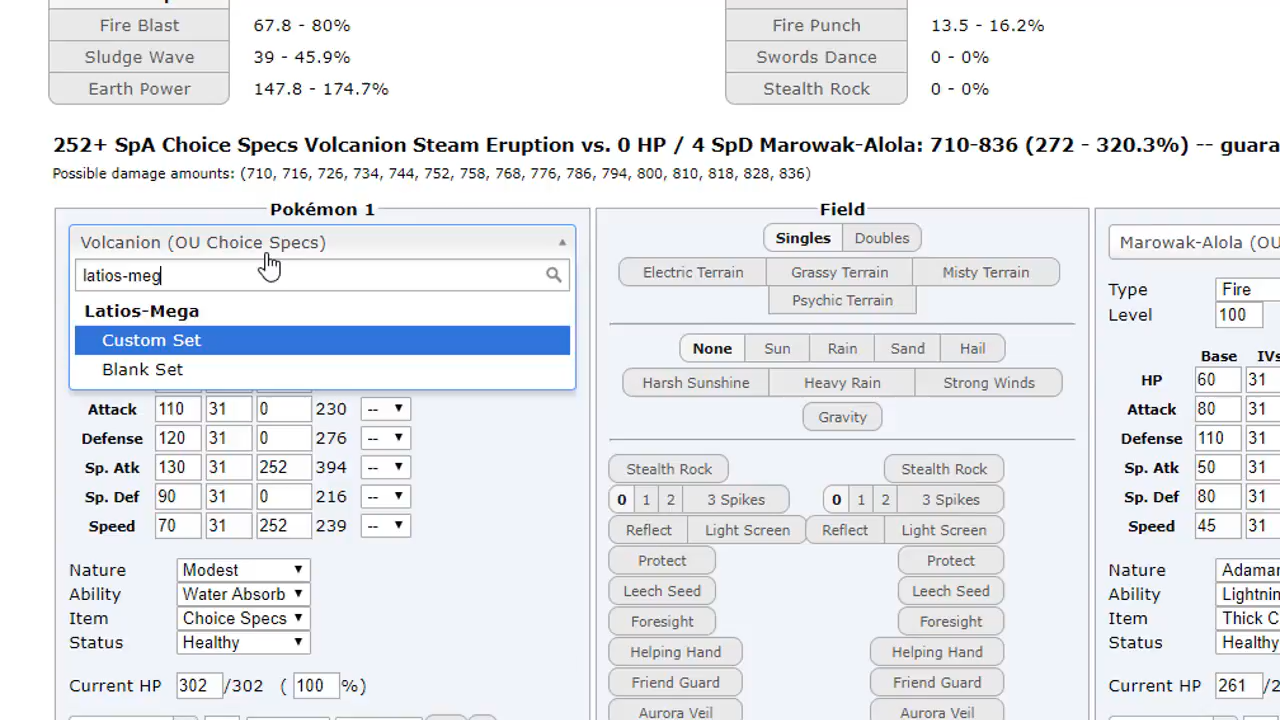 Fire Blast 67.8 - 80% Fire Punch 13.5 - 16.2%
Sludge Wave 39 - 45.9% Swords Dance 0 - 0%
Earth Power 147.8 - 174.7% Stealth Rock 0 - 0%
252+ SpA Choice Specs Volcanion Steam Eruption vs. 0 HP / 4 SpD Marowak-Alola: 710-836 (272 - 320.3%) -- guara
Possible damage amounts: (710, 716, 726, 734, 744, 752, 758, 768, 776, 786, 794, 800, 810, 818, 828, 836)
Pokémon 1
Volcanion (OU Choice Specs)
latios-meg
Latios-Mega
Custom Set
Blank Set
Attack 110 31 0 230 --
Defense 120 31 0 276 --
Sp. Atk 130 31 252 394 --
Sp. Def 90 31 0 216 --
Speed 70 31 252 239 --
Nature Modest
Ability Water Absorb
Item Choice Specs
Status Healthy
Current HP 302 /302 ( 100 %)
Field
Singles Doubles
Electric Terrain Grassy Terrain Misty Terrain
Psychic Terrain
None Sun Rain Sand Hail
Harsh Sunshine Heavy Rain Strong Winds
Gravity
Stealth Rock Stealth Rock
0 1 2 3 Spikes 0 1 2 3 Spikes
Reflect Light Screen Reflect Light Screen
Protect Protect
Leech Seed Leech Seed
Foresight Foresight
Helping Hand Helping Hand
Friend Guard Friend Guard
Aurora Veil Aurora Veil
Marowak-Alola (OU
Type Fire
Level 100
Base IVs
HP 60 31
Attack 80 31
Defense 110 31
Sp. Atk 50 31
Sp. Def 80 31
Speed 45 31
Nature Adaman
Ability Lightnin
Item Thick C
Status Healthy
Current HP 261 /2